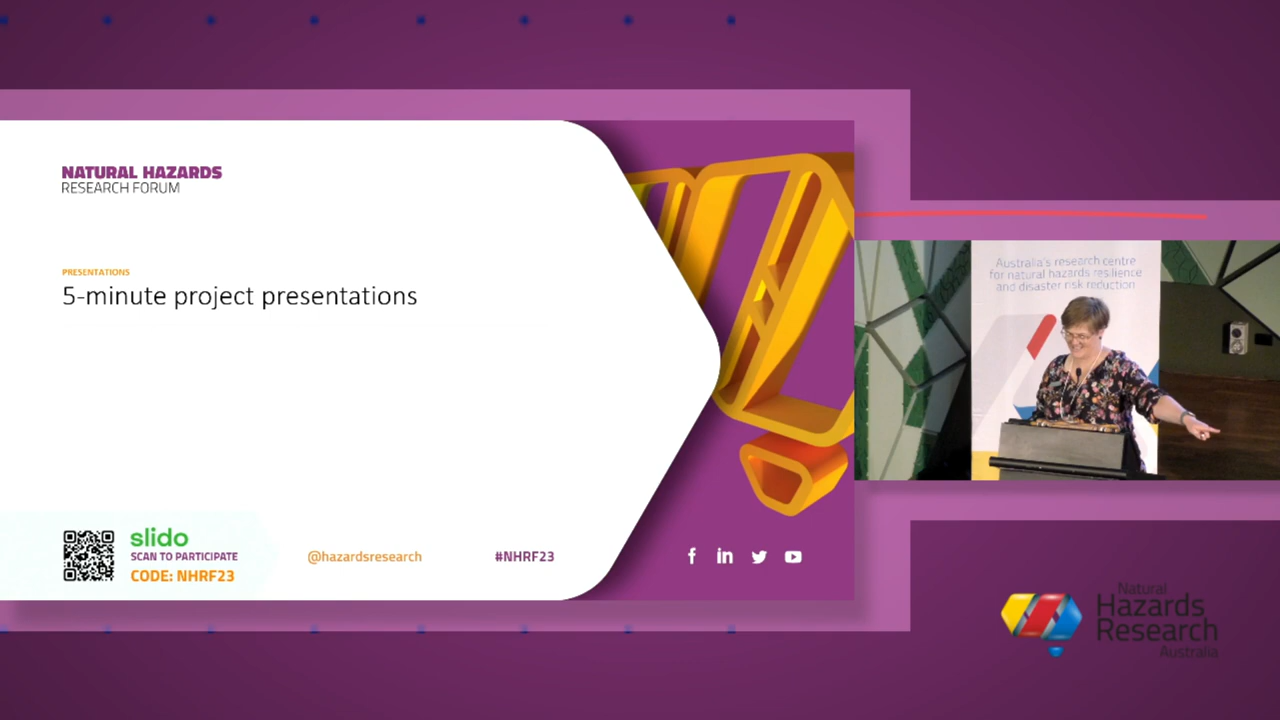 NATURAL HAZARDS
RESEARCH FORUM
PRESENTATIONS
5-minute project presentations
slido
SCAN TO PARTICIPATE
CODE: NHRF23
@hazardsresearch
#NHRF23
Australia's research centre
for natural hazards resilience
and disaster risk reduction
Natural
Hazards
Research
Australia